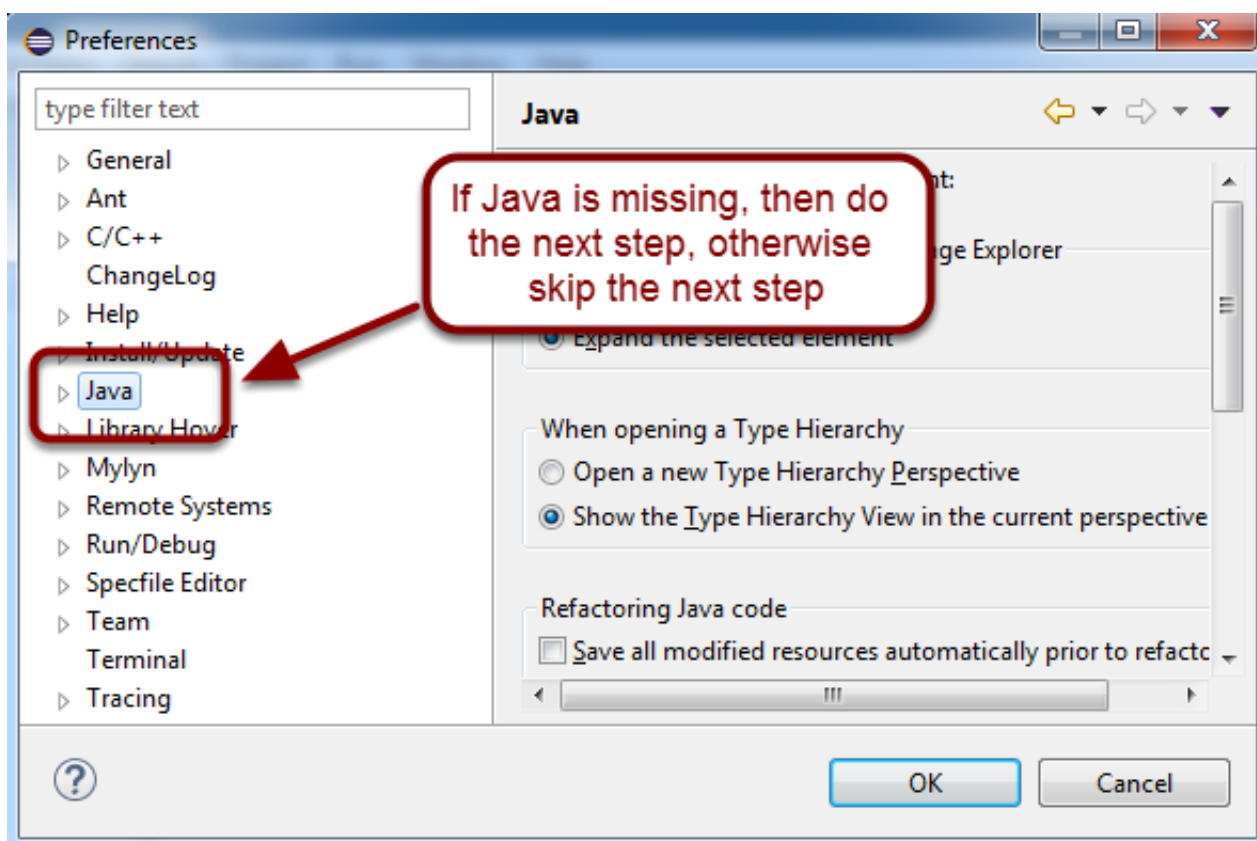 Preferences
type filter text
General
Ant
C/C++
ChangeLog
Help
Install/Update
Java
Library Hover
Mylyn
Remote Systems
Run/Debug
Specfile Editor
Team
Terminal
Tracing
Java
If Java is missing, then do
the next step, otherwise
skip the next step
Explorer
Expand the selected element
When opening a Type Hierarchy
Open a new Type Hierarchy Perspective
Show the Type Hierarchy View in the current perspective
Refactoring Java code
Save all modified resources automatically prior to refactc
OK
Cancel